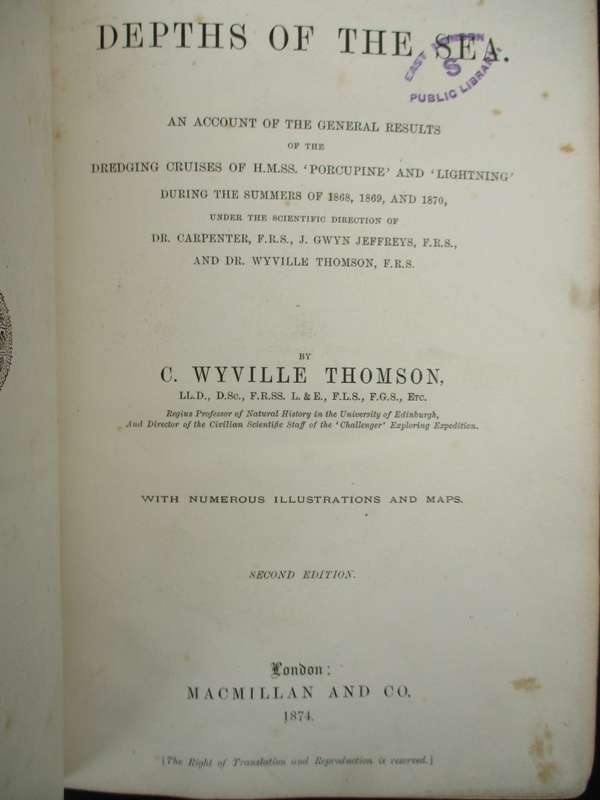 DEPTHS OF THE SEA.
EAST LONDON
S
PUBLIC LIBRARY
AN ACCOUNT OF THE GENERAL RESULTS
OF THE
DREDGING CRUISES OF H.M.SS. 'PORCUPINE' AND 'LIGHTNING'
DURING THE SUMMERS OF 1868, 1869, AND 1870,
UNDER THE SCIENTIFIC DIRECTION OF
DR. CARPENTER, F.R.S., J. GWYN JEFFREYS, F.R.S.,
AND DR. WYVILLE THOMSON, F.R.S.
BY
C. WYVILLE THOMSON,
LL.D., D.Sc., F.R.SS. L. & E., F.L.S., F.G.S., Etc.
Regius Professor of Natural History in the University of Edinburgh,
And Director of the Civilian Scientific Staff of the 'Challenger' Exploring Expedition.
WITH NUMEROUS ILLUSTRATIONS AND MAPS.
SECOND EDITION.
London:
MACMILLAN AND CO.
1874.
[The Right of Translation and Reproduction is reserved.]